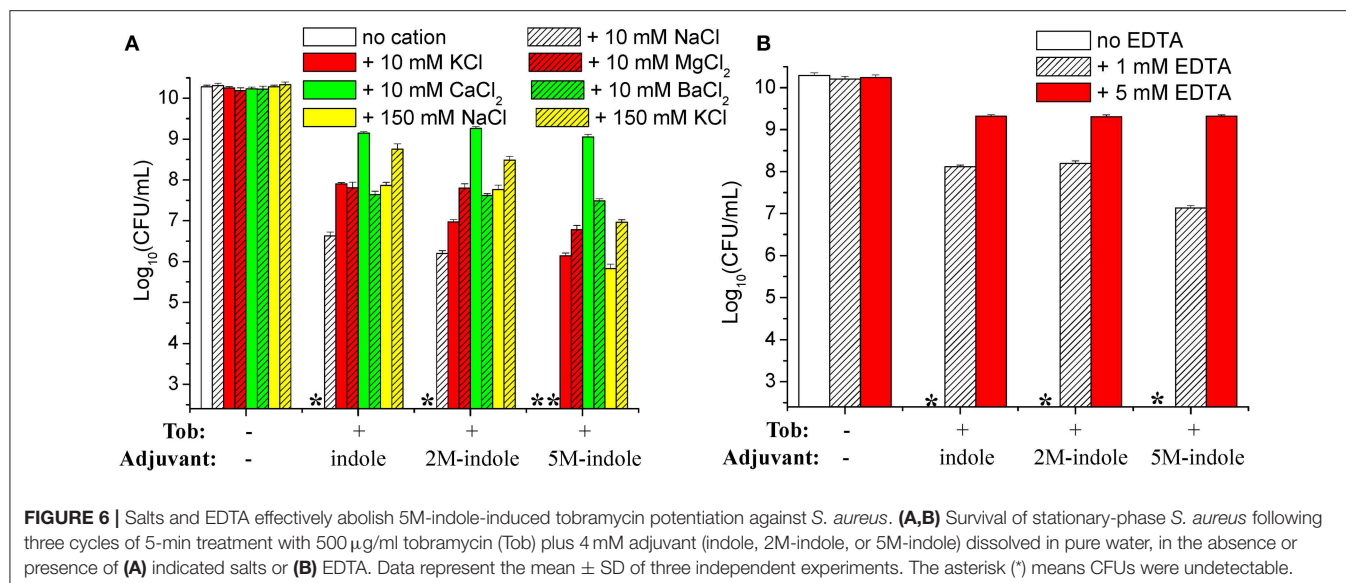 A
no cation
+ 10 mM NaCl
+ 10 mM KCl
+ 10 mM MgCl₂
+ 10 mM CaCl₂
+ 10 mM BaCl₂
+ 150 mM NaCl
+ 150 mM KCl
Log₁₀(CFU/mL)
10
9
8
7
6
5
4
3
* * **
Tob: - + + +
Adjuvant: - indole 2M-indole 5M-indole
B
no EDTA
+ 1 mM EDTA
+ 5 mM EDTA
Log₁₀(CFU/mL)
10
9
8
7
6
5
4
3
* * *
Tob: - + + +
Adjuvant: - indole 2M-indole 5M-indole
FIGURE 6 | Salts and EDTA effectively abolish 5M-indole-induced tobramycin potentiation against S. aureus. (A,B) Survival of stationary-phase S. aureus following
three cycles of 5-min treatment with 500 μg/ml tobramycin (Tob) plus 4 mM adjuvant (indole, 2M-indole, or 5M-indole) dissolved in pure water, in the absence or
presence of (A) indicated salts or (B) EDTA. Data represent the mean ± SD of three independent experiments. The asterisk (*) means CFUs were undetectable.